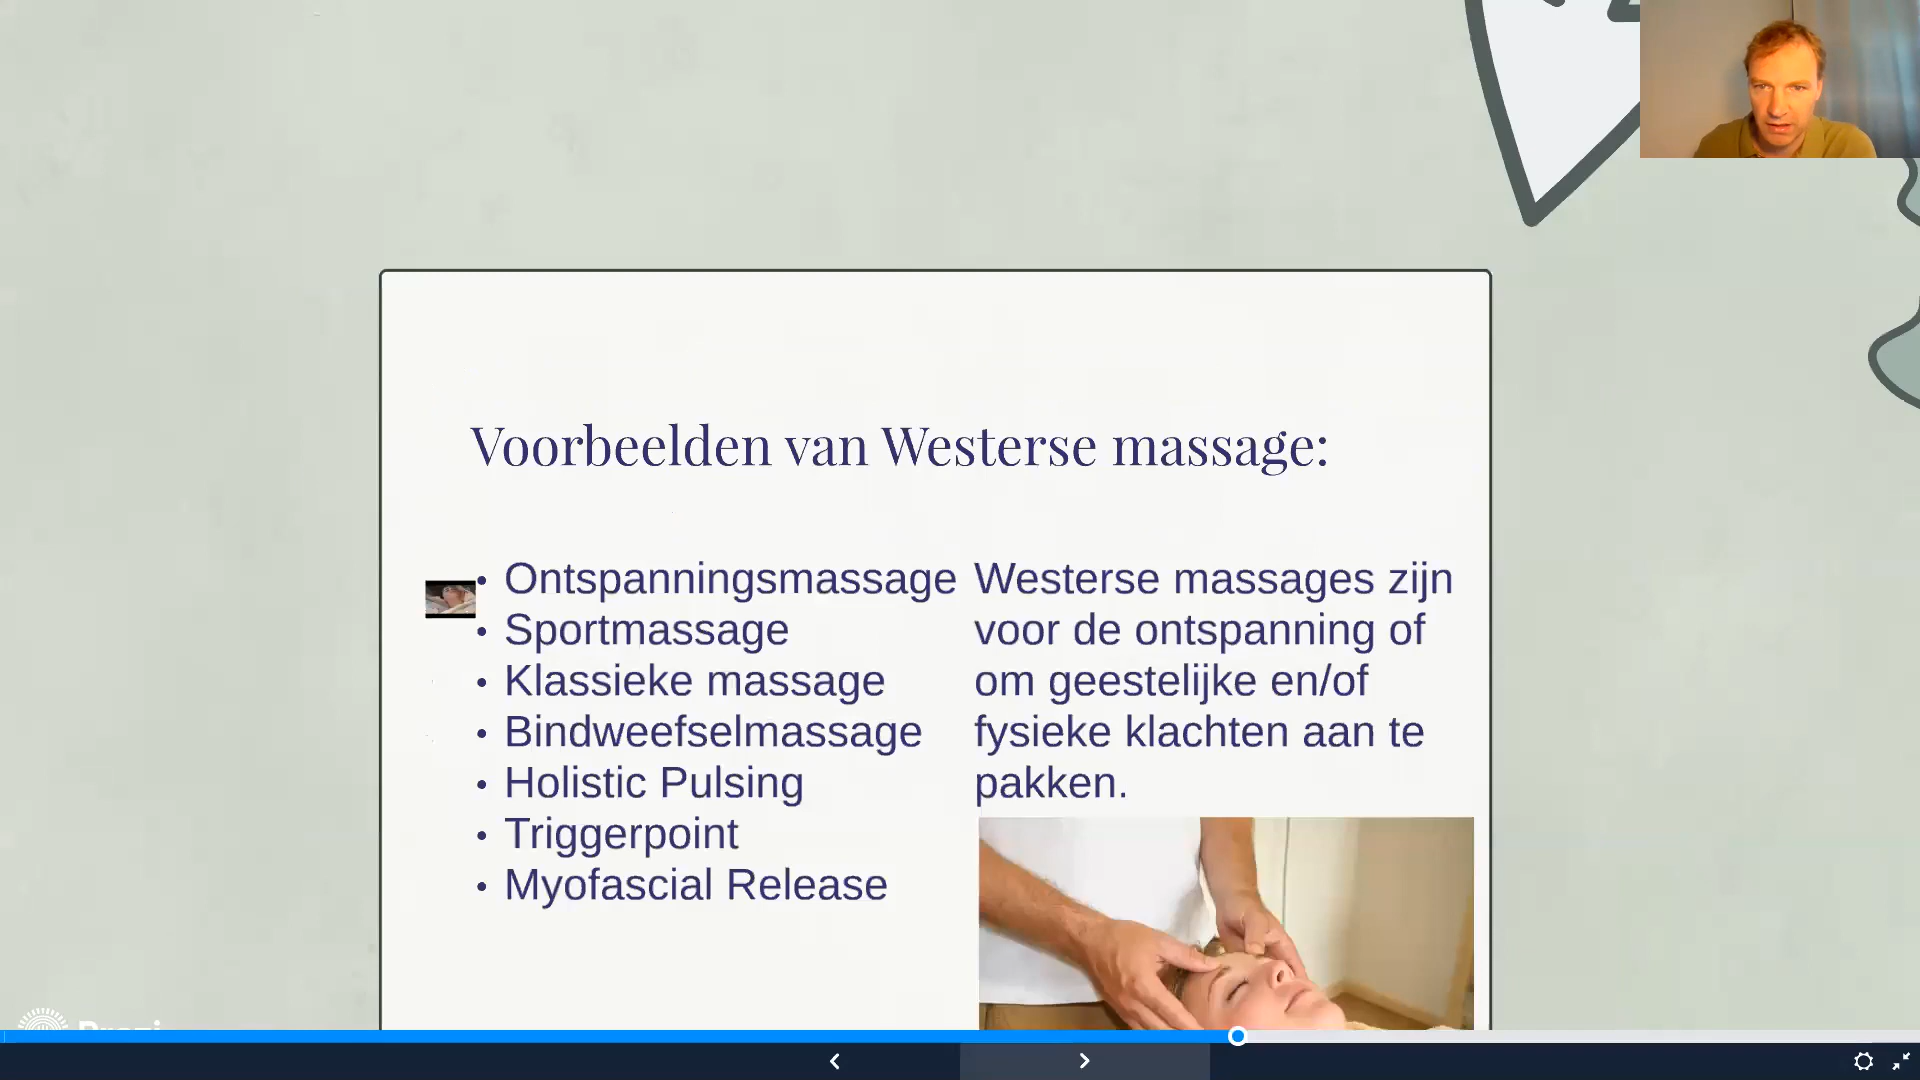 Voorbeelden van Westerse massage:
• Ontspanningsmassage
• Sportmassage
• Klassieke massage
• Bindweefselmassage
• Holistic Pulsing
• Triggerpoint
• Myofascial Release
Westerse massages zijn
voor de ontspanning of
om geestelijke en/of
fysieke klachten aan te
pakken.
Prezi